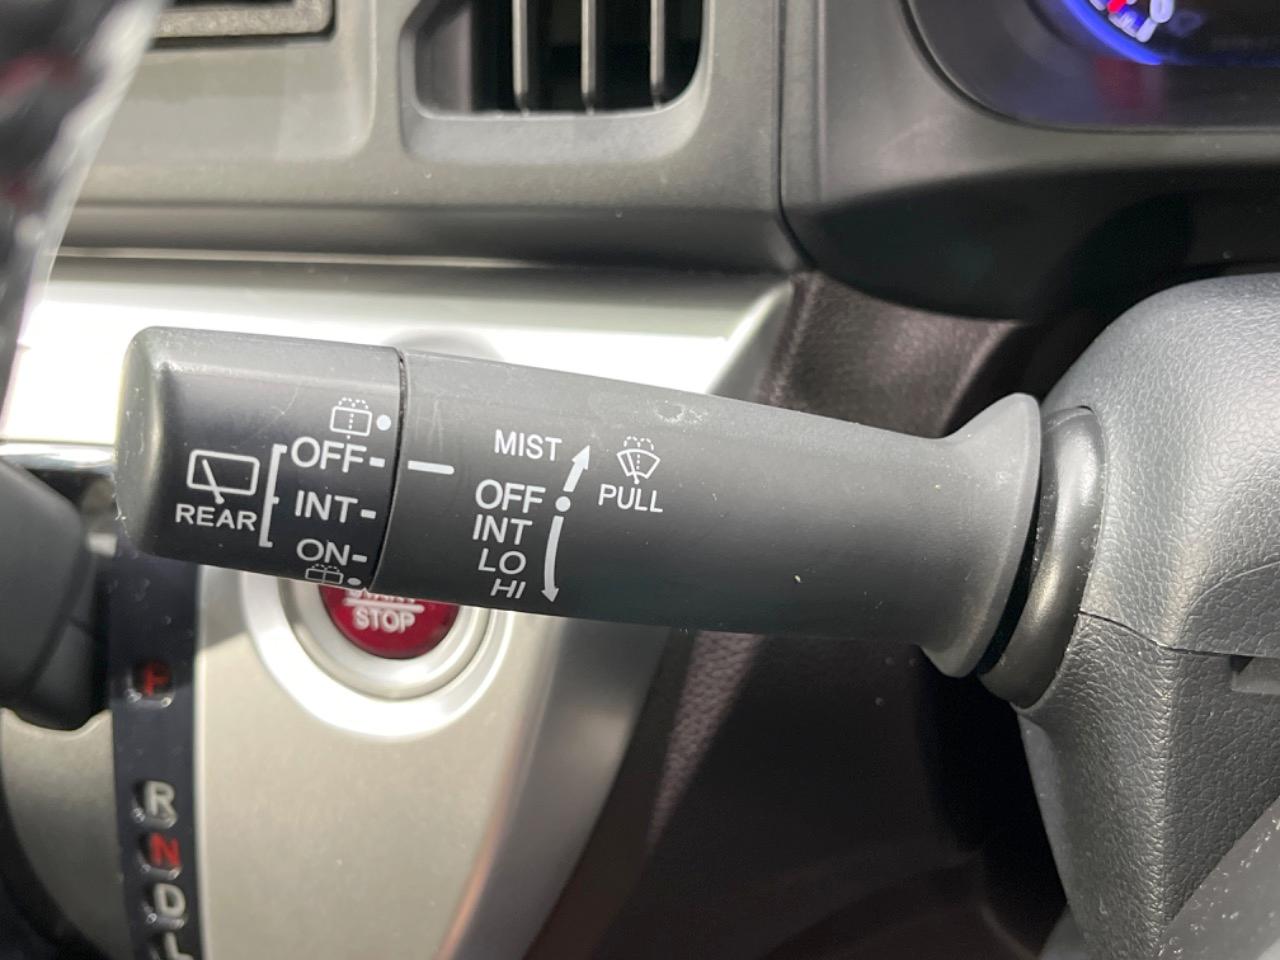 REAR
OFF
INT
ON
MIST
OFF
INT
LO
HI
PULL
STOP
P
R
N
D
L